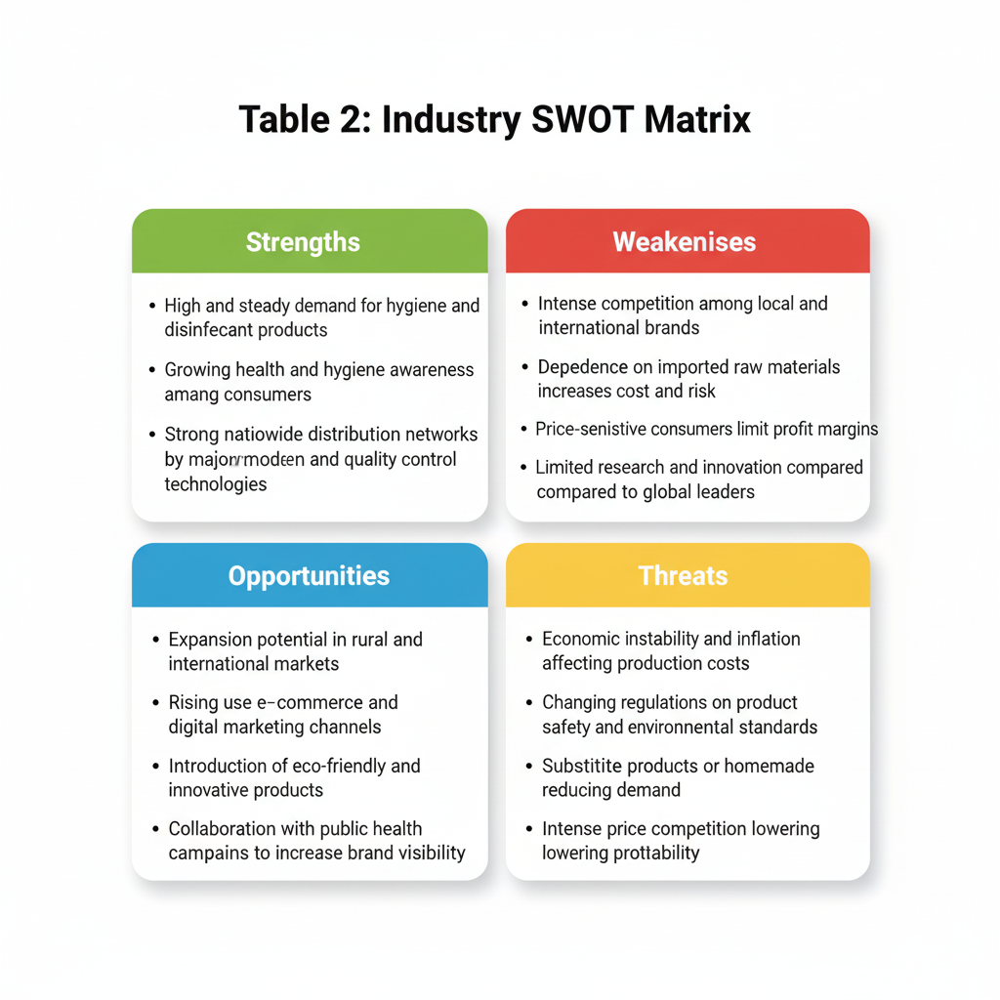 Table 2: Industry SWOT Matrix
Strengths
• High and steady demand for hygiene and
disinfecant products
• Growing health and hygiene awareness
amang consumers
• Strong natiowide distribution networks
by major modern and quality control
technologies
Weakenises
• Intense competition among local and
international brands
• Depedence on imported raw materials
increases cost and risk
• Price-senistive consumers limit profit margins
• Limited research and innovation compared
compared to global leaders
Opportunities
• Expansion potential in rural and
international markets
• Rising use e-commerce and
digital marketing channels
• Introduction of eco-friendly and
innovative products
• Collaboration with public health
campains to increase brand visibility
Threats
• Economic instability and inflation
affecting production costs
• Changing regulations on product
safety and environnental standards
• Substitite products or homemade
reducing demand
• Intense price competition lowering
lowering prottability